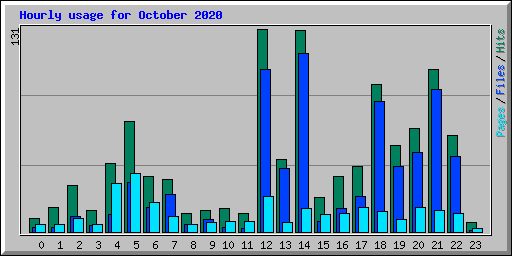 Hourly usage for October 2020
131
Pages / Files / Hits
0 1 2 3 4 5 6 7 8 9 10 11 12 13 14 15 16 17 18 19 20 21 22 23